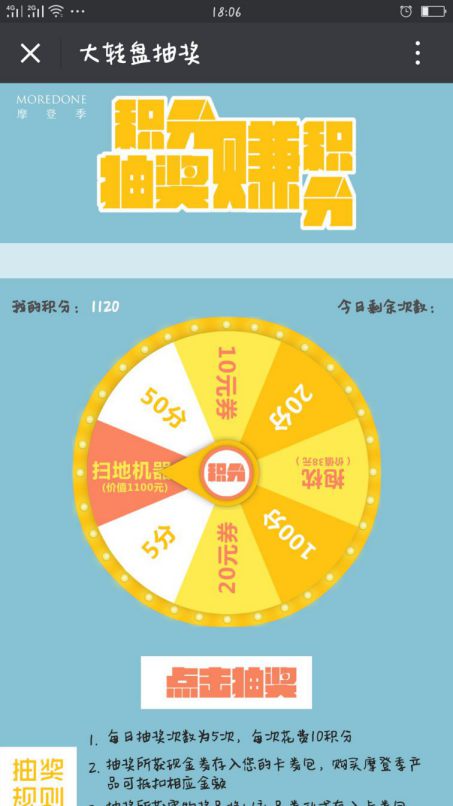 4G 2G 18:06
大转盘抽奖
MOREDONE
摩登季
积分
抽奖赚积分
我的积分：1120 今日剩余次数：
10元券
50分
20分
扫地机器
(价值1100元)
积分
抱枕
(价值38元)
5分
100分
20元券
点击抽奖
抽奖
规则
1. 每日抽奖次数为5次，每次花费10积分
2. 抽奖所获现金券存入您的卡券包，购买摩登季产
品可抵扣相应金额